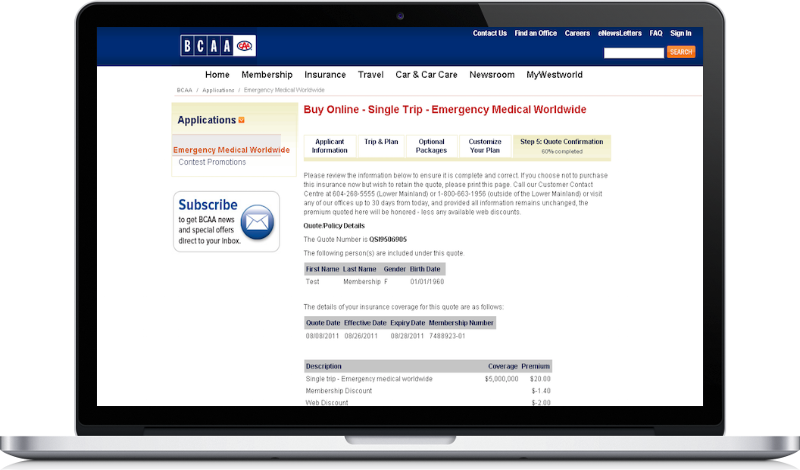 Contact Us Find an Office Careers eNewsLetters FAQ Sign In
BCAA CAA
SEARCH
Home Membership Insurance Travel Car & Car Care Newsroom MyWestworld
BCAA / Applications / Emergency Medical Worldwide
Applications
Emergency Medical Worldwide
Contest Promotions
Subscribe
to get BCAA news
and special offers
direct to your inbox.
Buy Online - Single Trip - Emergency Medical Worldwide
Applicant Information
Trip & Plan
Optional Packages
Customize Your Plan
Step 5: Quote Confirmation
60% completed
Please review the information below to ensure it is complete and correct. If you choose not to purchase
this insurance now but wish to retain the quote, please print this page. Call our Customer Contact
Centre at 604-268-5555 (Lower Mainland) or 1-800-663-1956 (outside of the Lower Mainland) or visit
any of our offices up to 30 days from today, and provided all information remains unchanged, the
premium quoted here will be honored - less any available web discounts.
Quote/Policy Details
The Quote Number is QSI9506905
The following person(s) are included under this quote.
First Name Last Name Gender Birth Date
Test Membership F 01/01/1960
The details of your insurance coverage for this quote are as follows:
Quote Date Effective Date Expiry Date Membership Number
08/08/2011 08/26/2011 08/28/2011 7488923-01
Description Coverage Premium
Single trip - Emergency medical worldwide $5,000,000 $20.00
Membership Discount $-1.40
Web Discount $-2.00